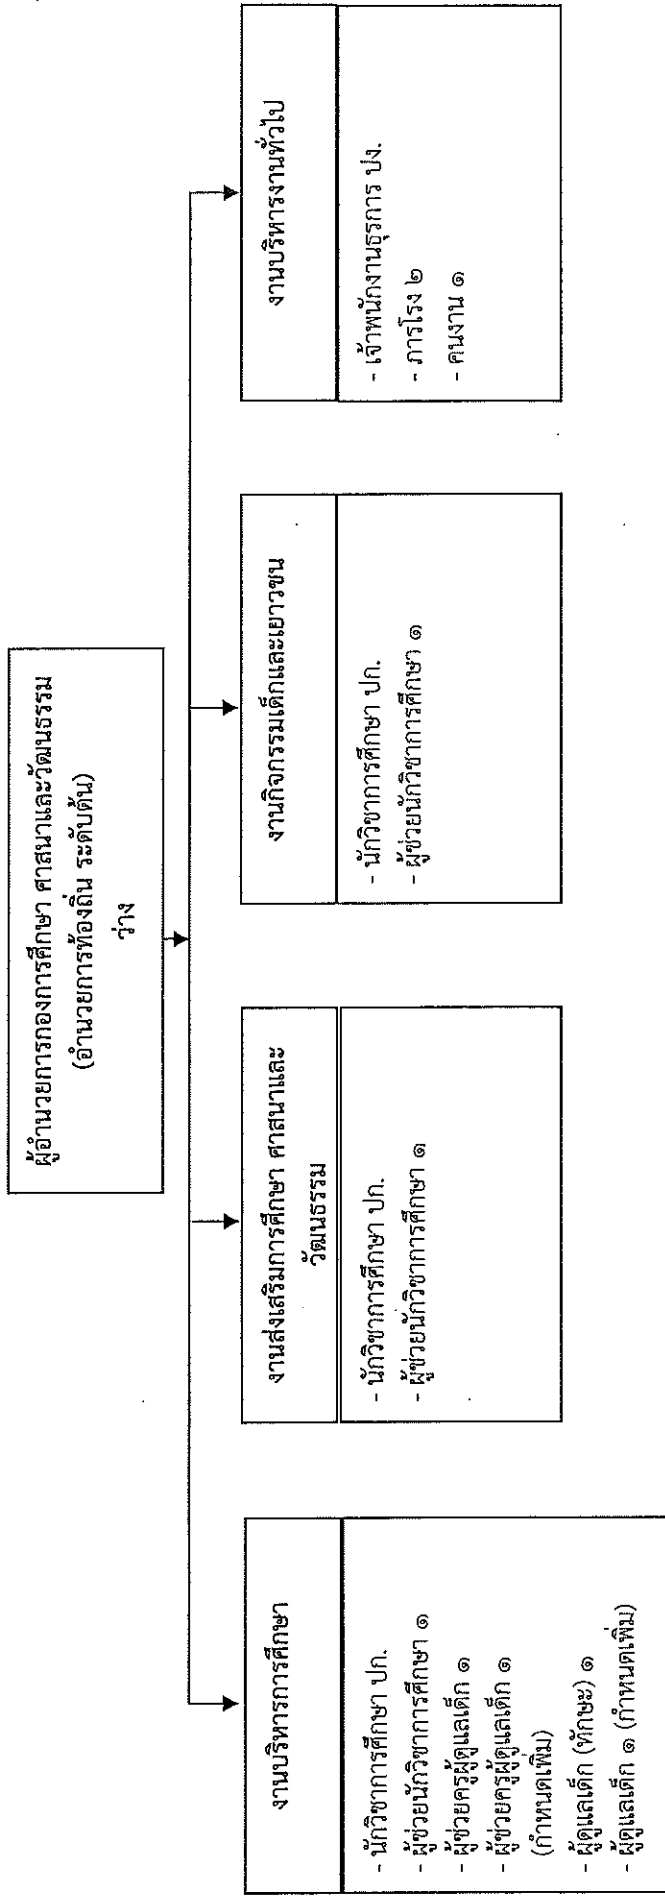 ผู้อำนวยการกองการศึกษา ศาสนาและวัฒนธรรม
(อำนวยการท้องถิ่น ระดับต้น)
ว่าง
งานบริหารการศึกษา
- นักวิชาการศึกษา ปก.
- ผู้ช่วยนักวิชาการศึกษา ๑
- ผู้ช่วยครูผู้ดูแลเด็ก ๑
- ผู้ช่วยครูผู้ดูแลเด็ก ๑
(กำหนดเพิ่ม)
- ผู้ดูแลเด็ก (ทักษะ) ๑
- ผู้ดูแลเด็ก ๑ (กำหนดเพิ่ม)
งานส่งเสริมการศึกษา ศาสนาและ
วัฒนธรรม
- นักวิชาการศึกษา ปก.
- ผู้ช่วยนักวิชาการศึกษา ๑
งานกิจกรรมเด็กและเยาวชน
- นักวิชาการศึกษา ปก.
- ผู้ช่วยนักวิชาการศึกษา ๑
งานบริหารงานทั่วไป
- เจ้าพนักงานธุรการ ปง.
- ภารโรง ๒
- คนงาน ๑